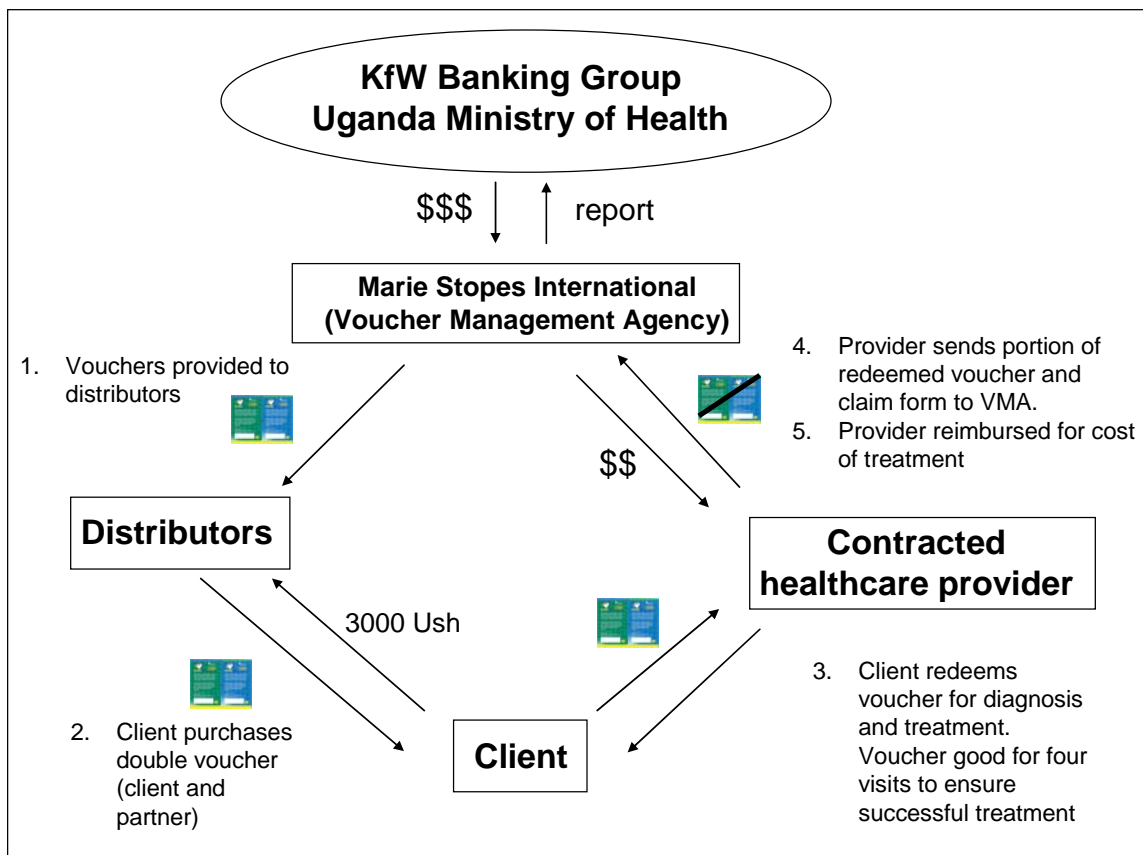 KfW Banking Group
Uganda Ministry of Health
$$$
report
Marie Stopes International
(Voucher Management Agency)
1. Vouchers provided to
distributors
4. Provider sends portion of
redeemed voucher and
claim form to VMA.
5. Provider reimbursed for cost
of treatment
$$
Distributors
Contracted
healthcare provider
3000 Ush
2. Client purchases
double voucher
(client and
partner)
Client
3. Client redeems
voucher for diagnosis
and treatment.
Voucher good for four
visits to ensure
successful treatment